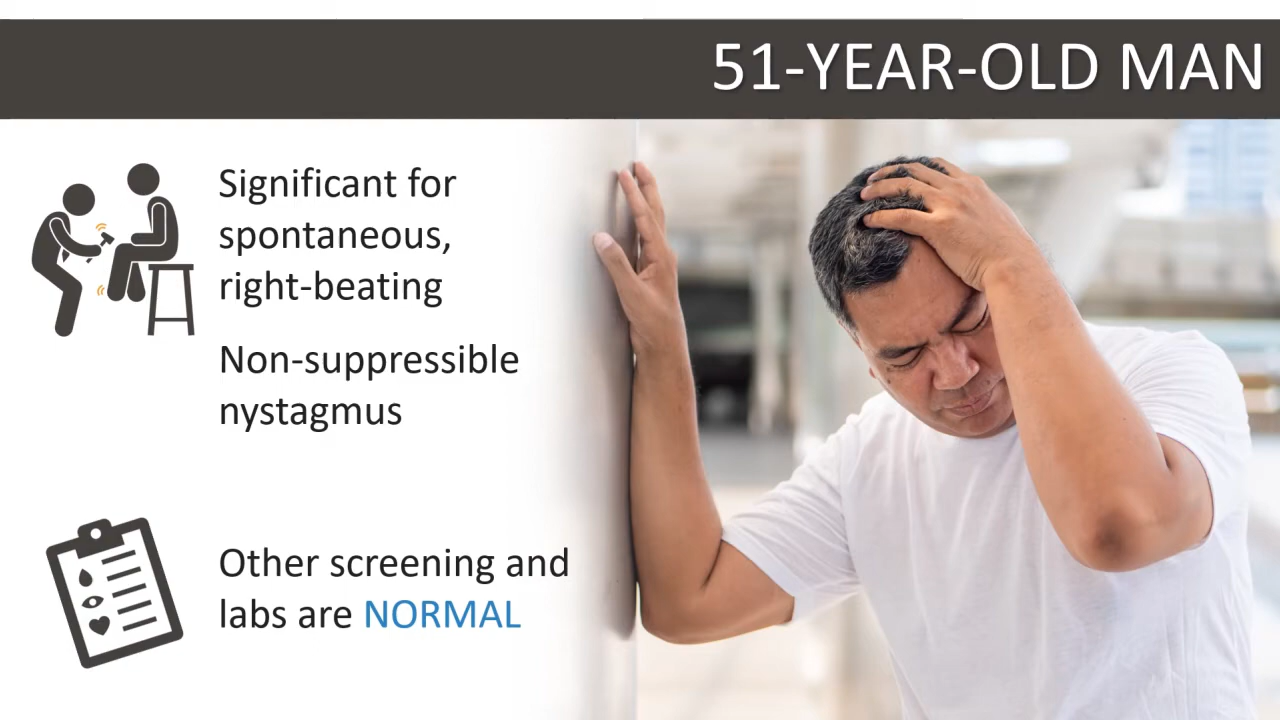 51-YEAR-OLD MAN
Significant for
spontaneous,
right-beating
Non-suppressible
nystagmus
Other screening and
labs are NORMAL